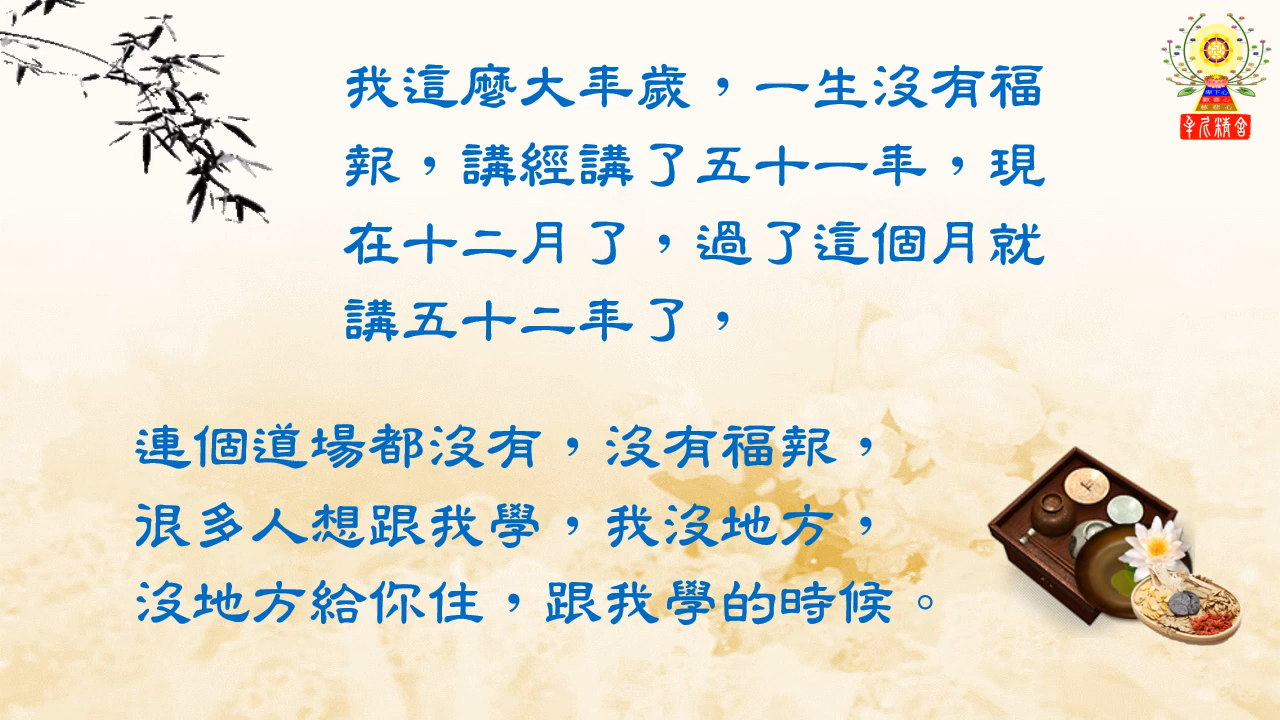 我這麼大年歲，一生沒有福
報，講經講了五十一年，現
在十二月了，過了這個月就
講五十二年了，
連個道場都沒有，沒有福報，
很多人想跟我學，我沒地方，
沒地方給你住，跟我學的時候。